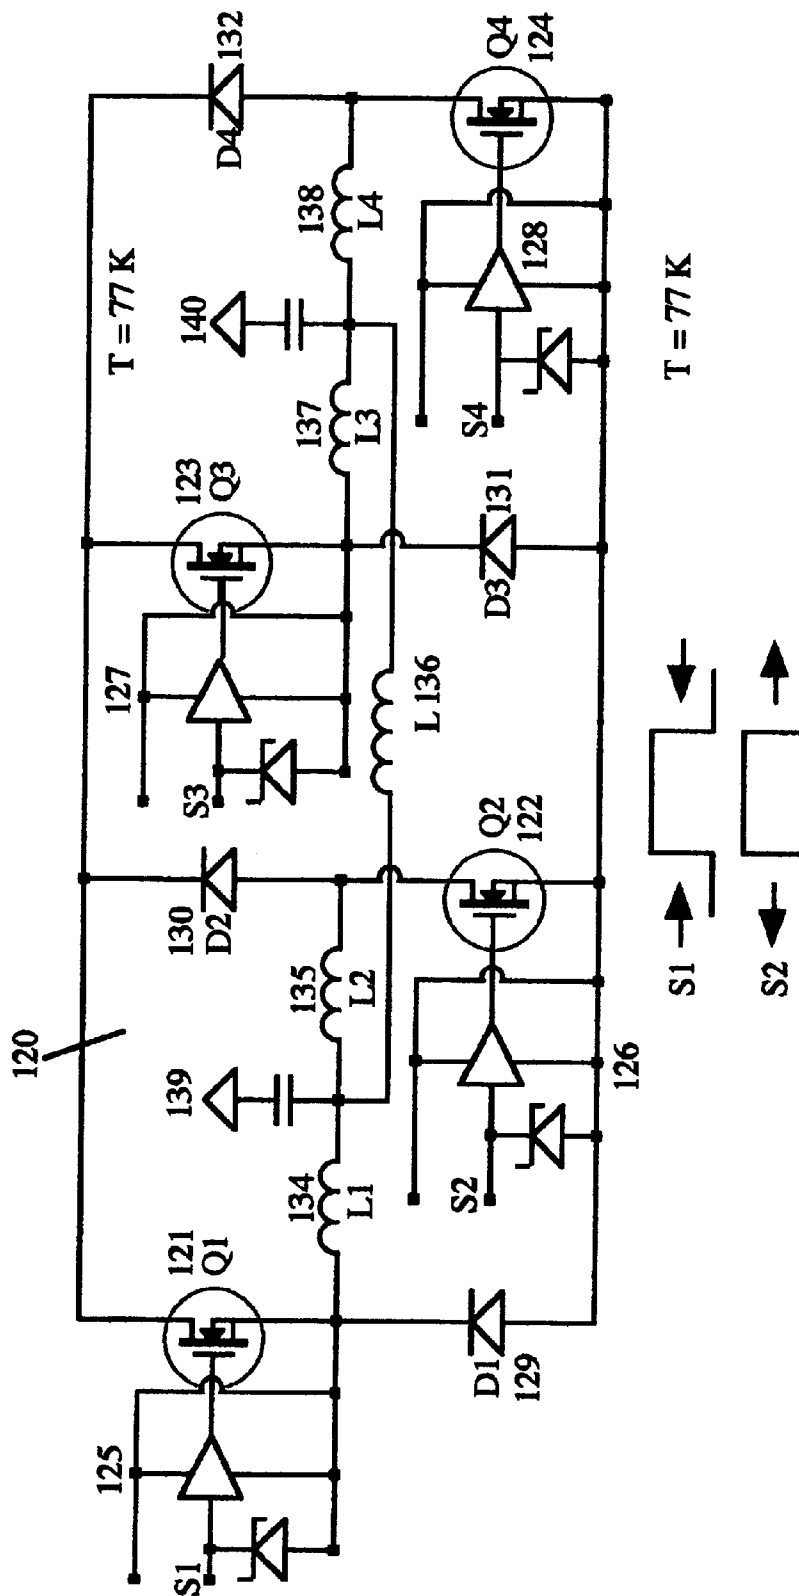 120
T = 77 K
132
D4
130
D2
123
Q3
140
139
121
Q1
127
138
L4
125
S3
137
L3
135
L2
134
L1
S1
L 136
Q4
124
128
S4
131
D3
Q2
122
126
S2
D1
129
T = 77 K
S1
S2